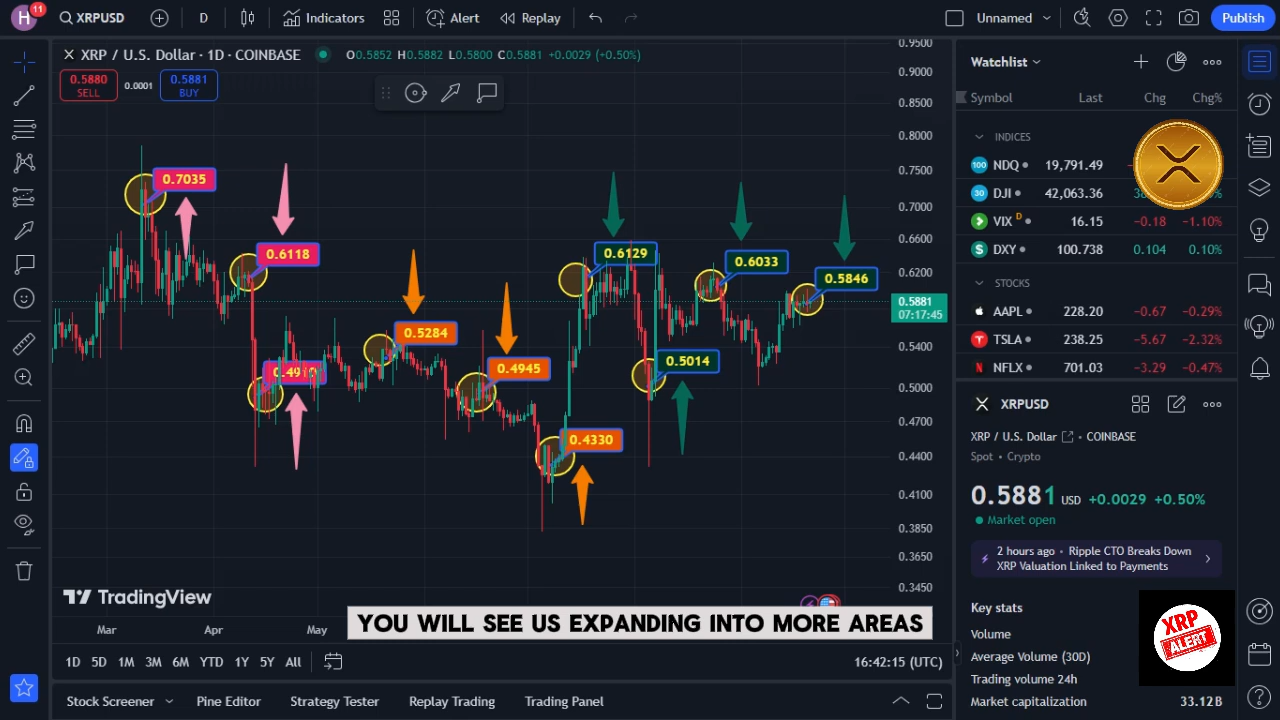 H 11 XRPUSD D Indicators Alert Replay Unnamed Publish
XRP / U.S. Dollar · 1D · COINBASE O0.5852 H0.5882 L0.5800 C0.5881 +0.0029 (+0.50%)
0.5880 SELL 0.0001 0.5881 BUY
0.9500
0.9000
0.8500
0.8000
0.7500
0.7000
0.6600
0.6200
0.5881
07:17:45
0.5400
0.5000
0.4700
0.4400
0.4100
0.3850
0.3650
0.3450
0.7035
0.6118
0.5284
0.4945
0.4330
0.6129
0.5014
0.6033
0.5846
TradingView
Mar Apr May
YOU WILL SEE US EXPANDING INTO MORE AREAS
1D 5D 1M 3M 6M YTD 1Y 5Y All 16:42:15 (UTC)
Stock Screener Pine Editor Strategy Tester Replay Trading Trading Panel
Watchlist
Symbol Last Chg Chg%
INDICES
100 NDQ 19,791.49
30 DJI 42,063.36
VIX D 16.15 −0.18 −1.10%
DXY 100.738 0.104 0.10%
STOCKS
AAPL 228.20 −0.67 −0.29%
TSLA 238.25 −5.67 −2.32%
NFLX 701.03 −3.29 −0.47%
XRPUSD
XRP / U.S. Dollar COINBASE
Spot • Crypto
0.5881 USD +0.0029 +0.50%
Market open
2 hours ago • Ripple CTO Breaks Down
XRP Valuation Linked to Payments
Key stats
Volume
Average Volume (30D)
Trading volume 24h
Market capitalization 33.12B
XRP
ALERT